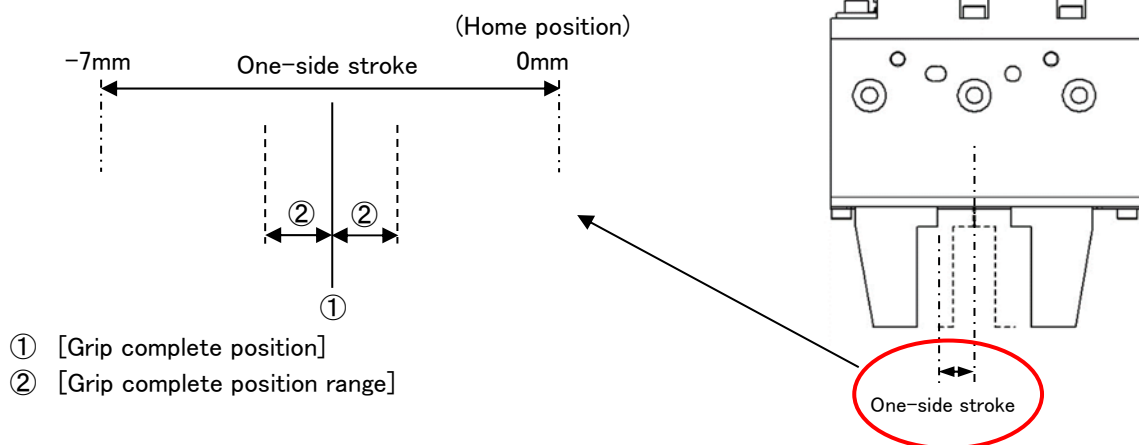 (Home position)
-7mm
One-side stroke
0mm
② ②
①
① [Grip complete position]
② [Grip complete position range]
One-side stroke